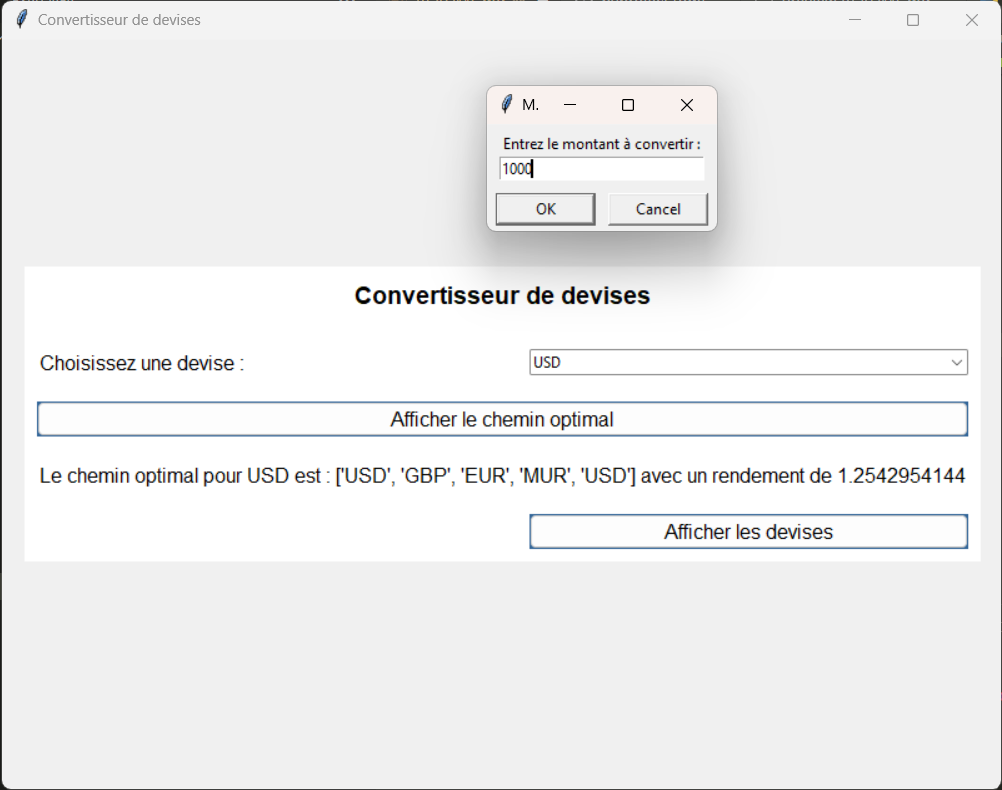 Convertisseur de devises
M.
Entrez le montant à convertir :
1000
OK
Cancel
Convertisseur de devises
Choisissez une devise :
USD
Afficher le chemin optimal
Le chemin optimal pour USD est : ['USD', 'GBP', 'EUR', 'MUR', 'USD'] avec un rendement de 1.2542954144
Afficher les devises